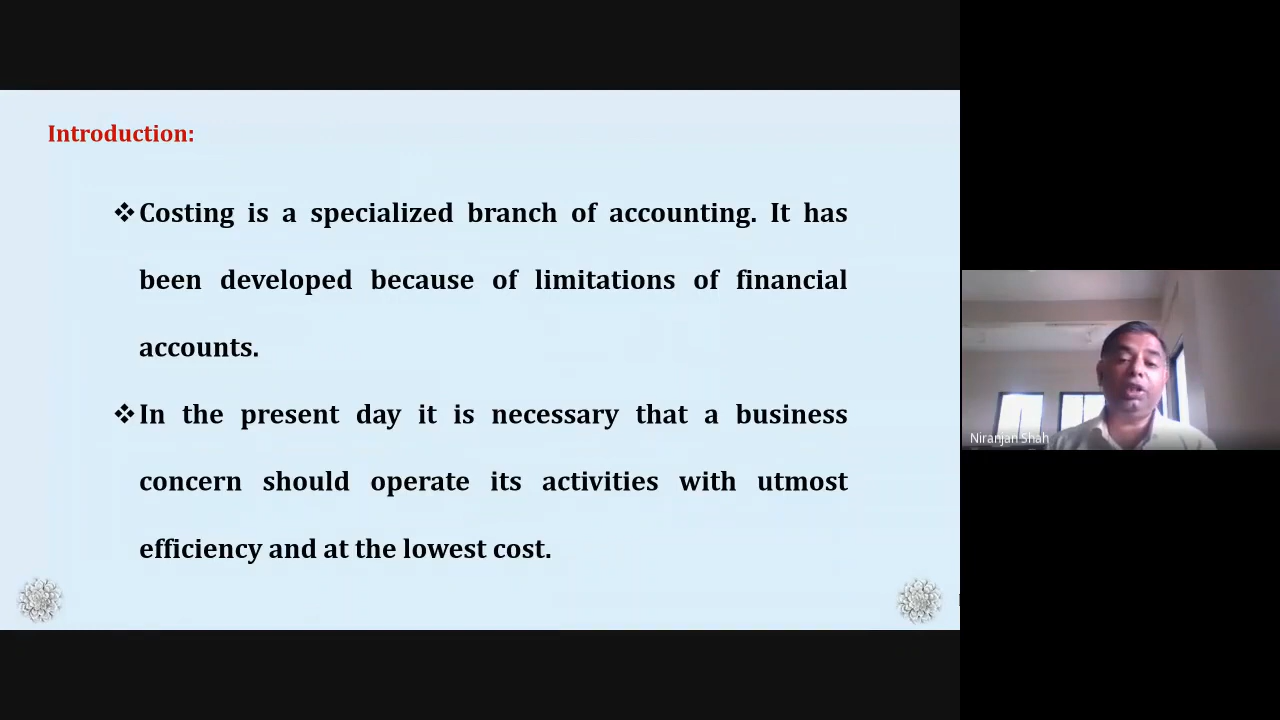 Introduction:
❖Costing is a specialized branch of accounting. It has
been developed because of limitations of financial
accounts.
❖In the present day it is necessary that a business
concern should operate its activities with utmost
efficiency and at the lowest cost.
Niranjan Shah